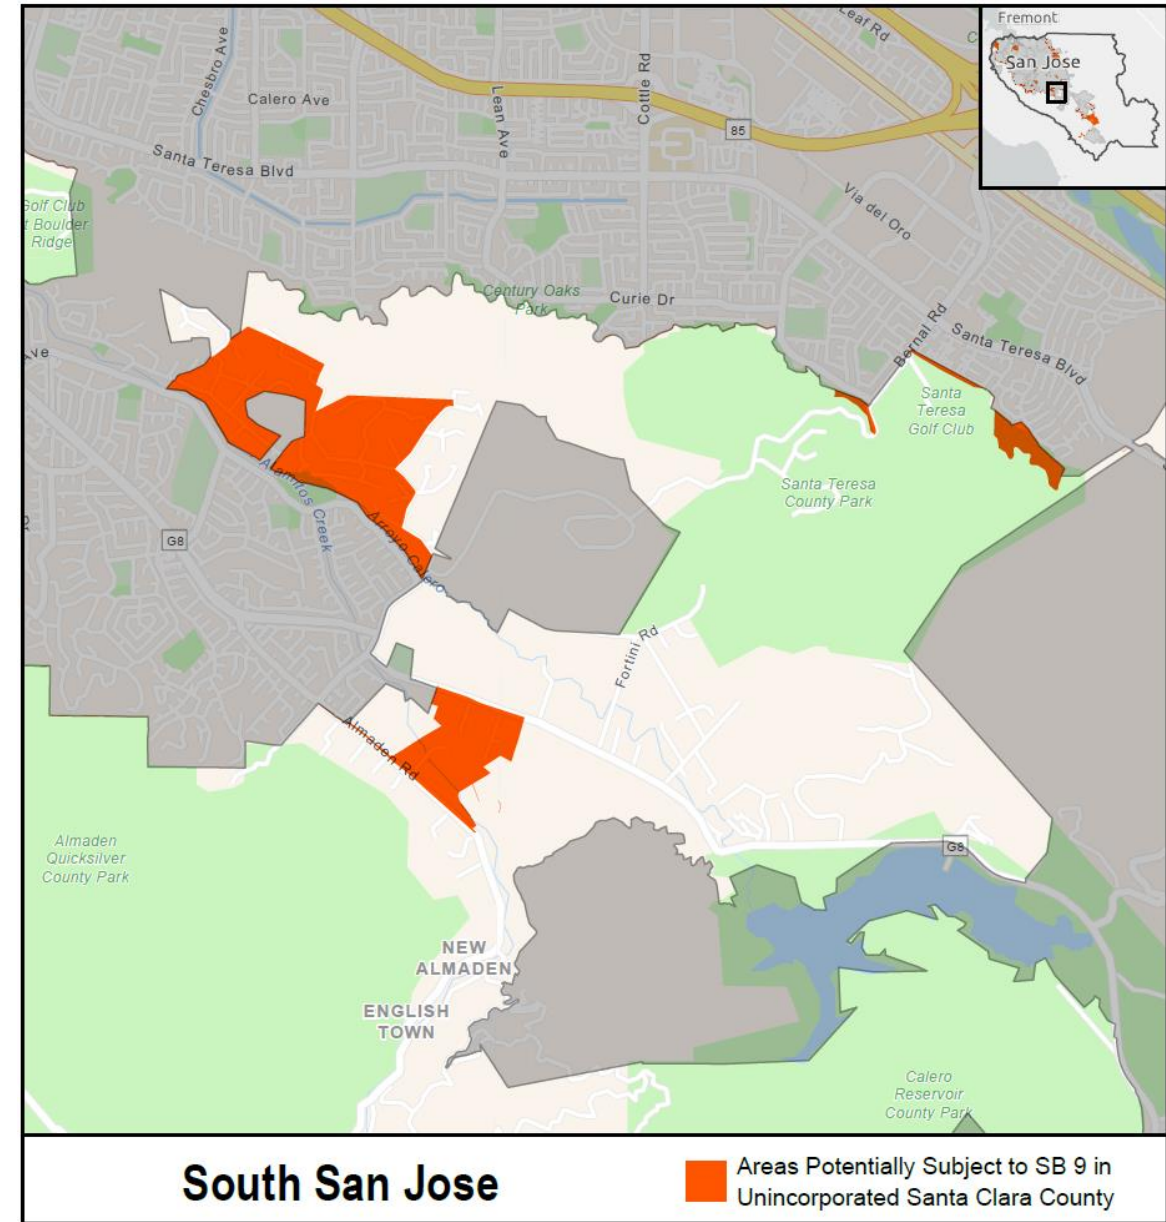 Leaf Rd
Fremont
San Jose
Chesbro Ave
Calero Ave
Lean Ave
Cottle Rd
85
Santa Teresa Blvd
Via del Oro
Golf Club
t Boulder
Ridge
Century Oaks
Park
Curie Dr
Bernal Rd
Santa Teresa Blvd
Ave
Santa
Teresa
Golf Club
Alamitos Creek
Santa Teresa
County Park
Arroyo Calero
G8
Fortini Rd
Almaden Rd
Almaden
Quicksilver
County Park
G8
NEW
ALMADEN
ENGLISH
TOWN
Calero
Reservoir
County Park
South San Jose
Areas Potentially Subject to SB 9 in
Unincorporated Santa Clara County